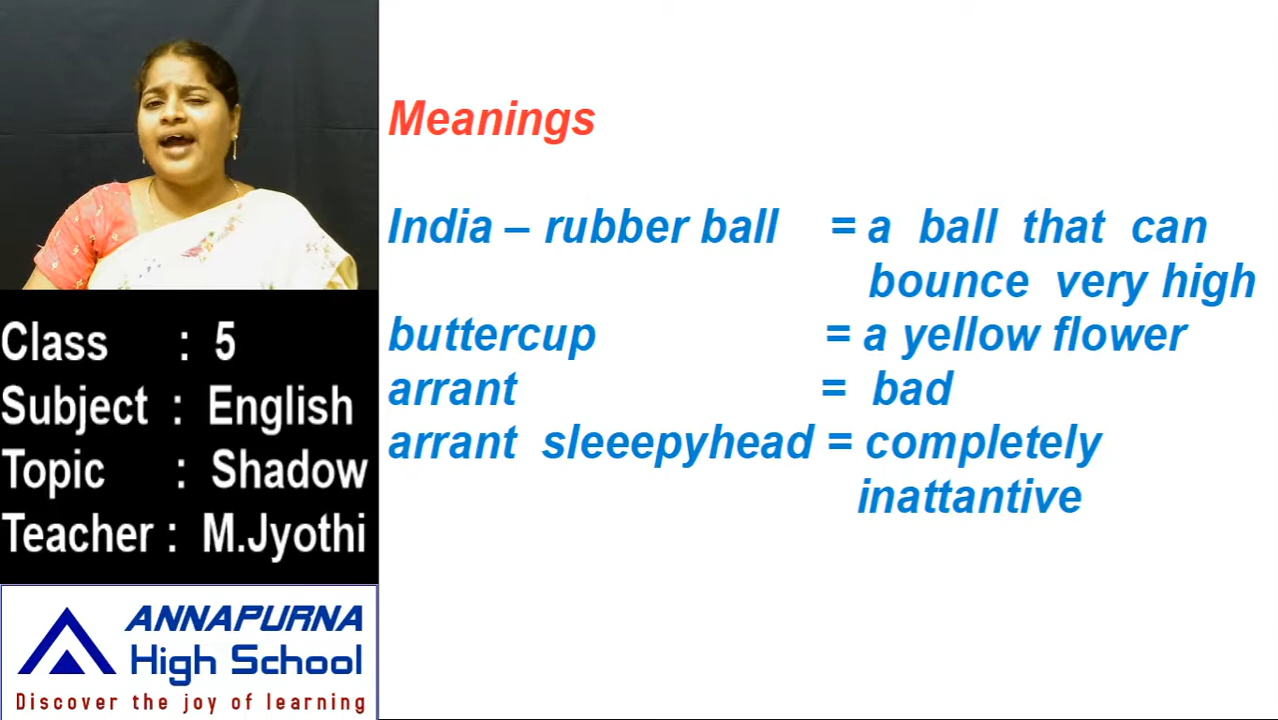 Meanings
India – rubber ball = a ball that can
bounce very high
buttercup = a yellow flower
arrant = bad
arrant sleeepyhead = completely
inattantive
Class : 5
Subject : English
Topic : Shadow
Teacher : M.Jyothi
ANNAPURNA
High School
Discover the joy of learning